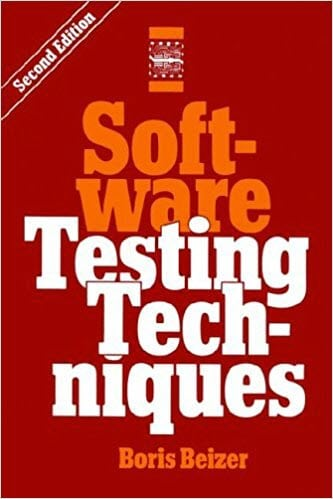 Second Edition
Soft-
ware
Testing
Tech-
niques
Boris Beizer